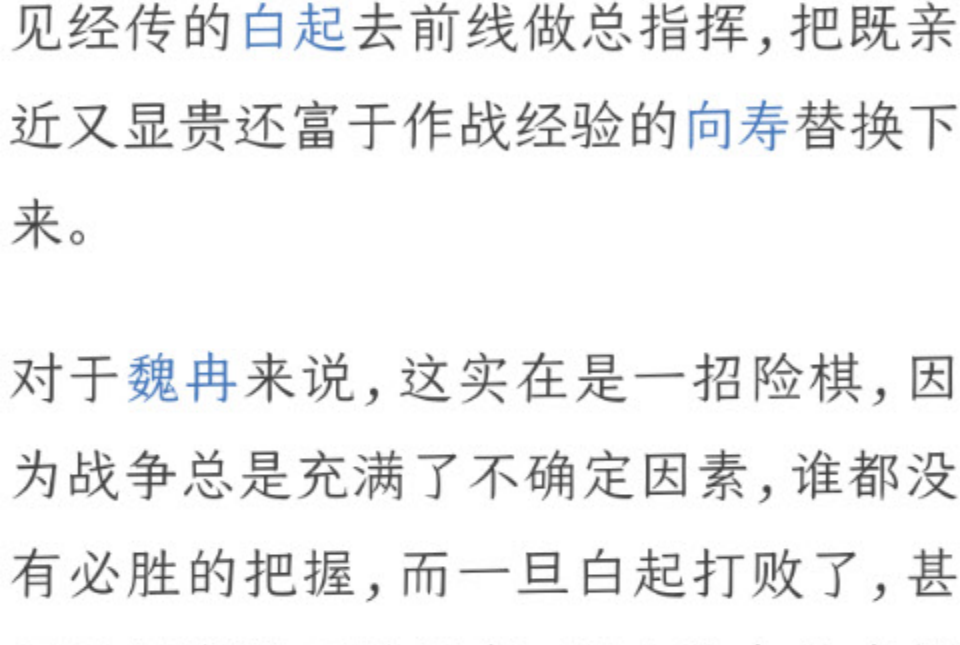 见经传的白起去前线做总指挥,把既亲
近又显贵还富于作战经验的向寿替换下
来。
对于魏冉来说,这实在是一招险棋,因
为战争总是充满了不确定因素,谁都没
有必胜的把握,而一旦白起打败了,甚